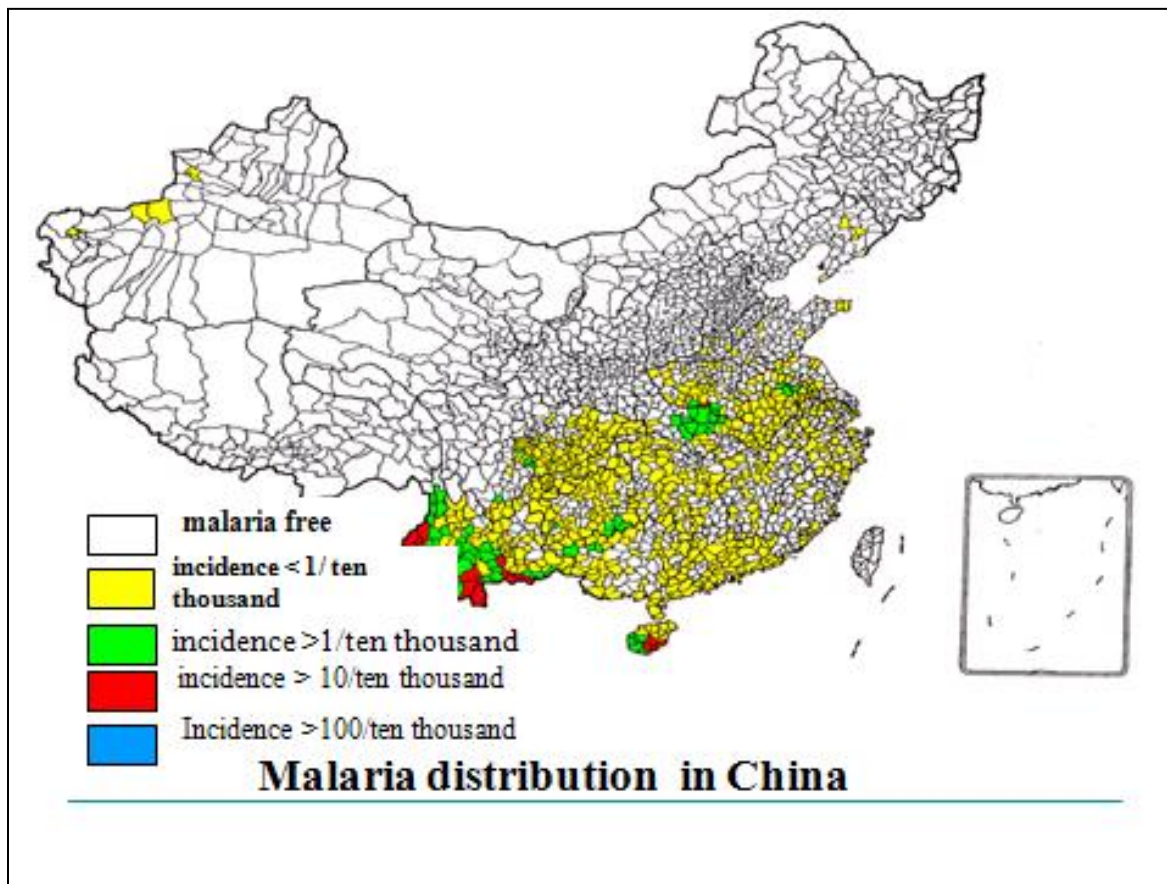 malaria free
incidence < 1/ ten
thousand
incidence >1/ten thousand
incidence > 10/ten thousand
Incidence >100/ten thousand
Malaria distribution in China